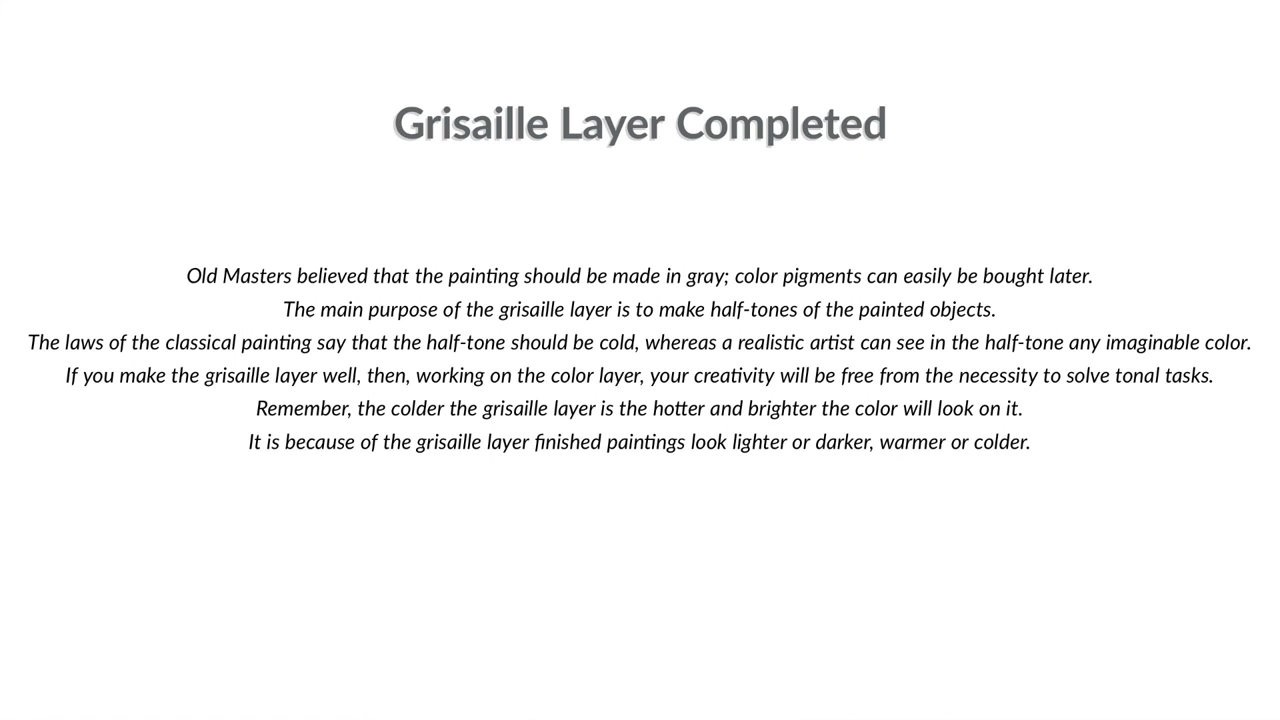 Grisaille Layer Completed
Old Masters believed that the painting should be made in gray; color pigments can easily be bought later.
The main purpose of the grisaille layer is to make half-tones of the painted objects.
The laws of the classical painting say that the half-tone should be cold, whereas a realistic artist can see in the half-tone any imaginable color.
If you make the grisaille layer well, then, working on the color layer, your creativity will be free from the necessity to solve tonal tasks.
Remember, the colder the grisaille layer is the hotter and brighter the color will look on it.
It is because of the grisaille layer finished paintings look lighter or darker, warmer or colder.